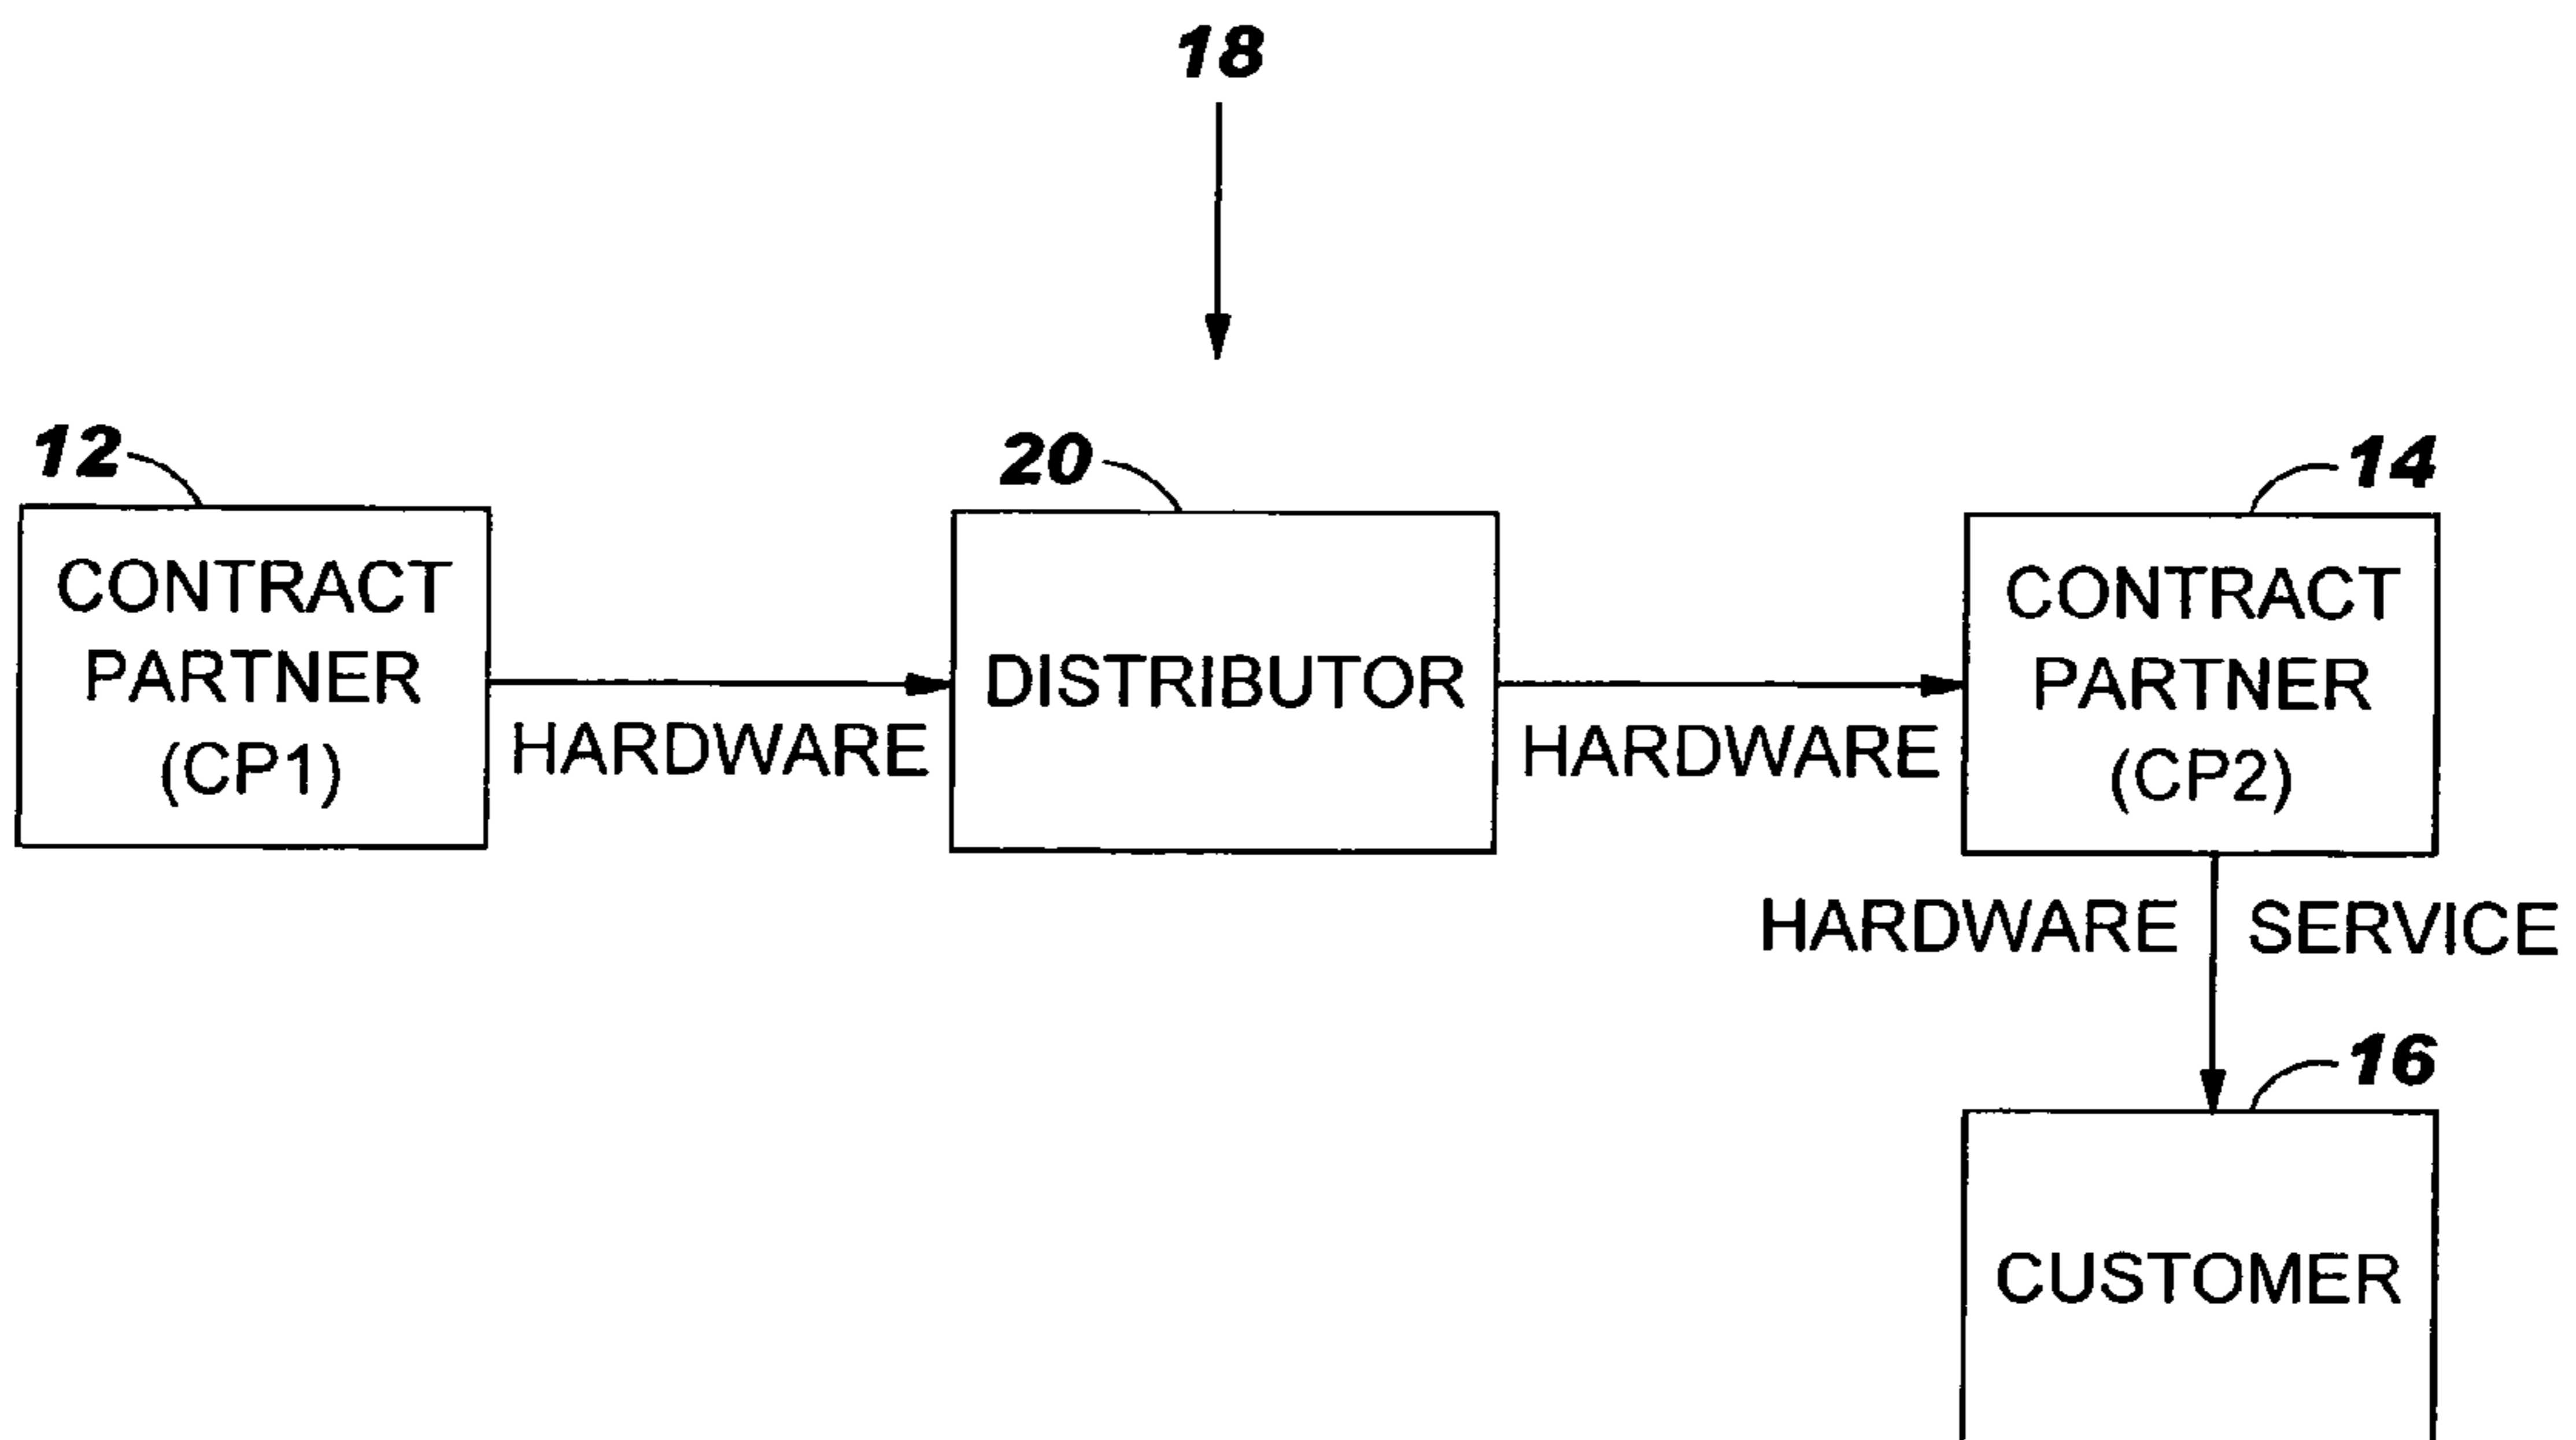 18
12
20
14
CONTRACT
PARTNER
(CP1)
HARDWARE
DISTRIBUTOR
HARDWARE
CONTRACT
PARTNER
(CP2)
HARDWARE
SERVICE
16
CUSTOMER